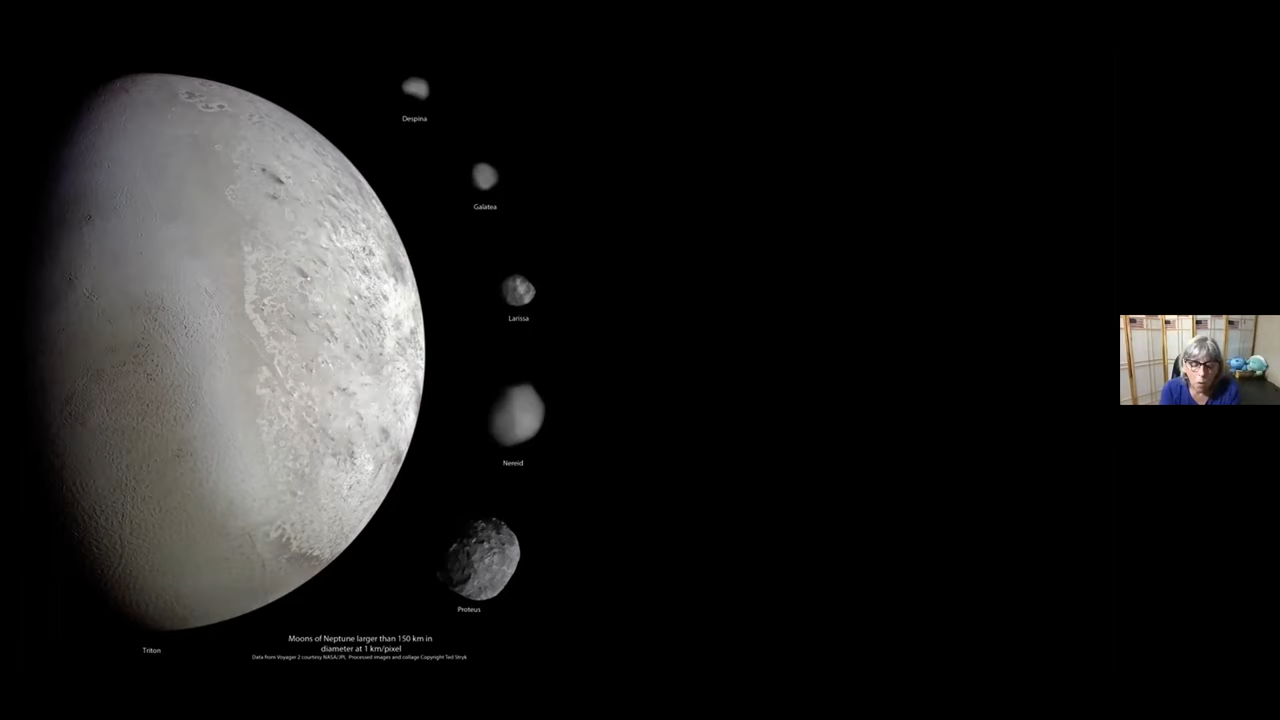 Despina
Galatea
Larissa
Nereid
Proteus
Triton
Moons of Neptune larger than 150 km in
diameter at 1 km/pixel
Data from Voyager 2 courtesy NASA/JPL. Processed images and collage Copyright Ted Stryk